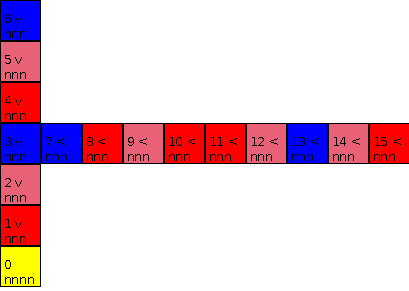 6 v
nnn
5 v
nnn
4 v
nnn
3 v
nnn
7 <
nnn
8 <
nnn
9 <
nnn
10 <
nnn
11 <
nnn
12 <
nnn
13 <
nnn
14 <
nnn
15 <
nnn
2 v
nnn
1 v
nnn
0
nnnn